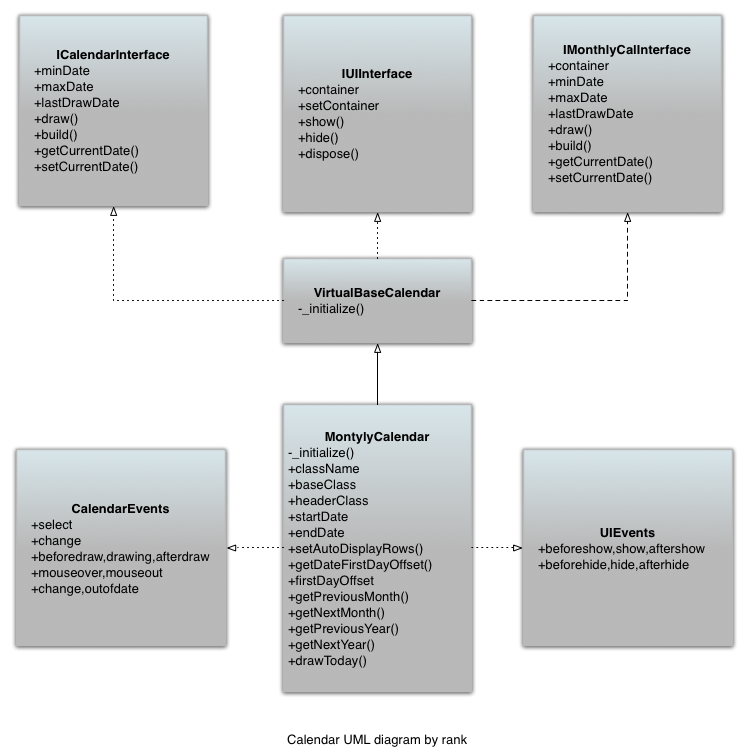 ICalendarInterface
+minDate
+maxDate
+lastDrawDate
+draw()
+build()
+getCurrentDate()
+setCurrentDate()
IUIInterface
+container
+setContainer
+show()
+hide()
+dispose()
IMonthlyCalInterface
+container
+minDate
+maxDate
+lastDrawDate
+draw()
+build()
+getCurrentDate()
+setCurrentDate()
VirtualBaseCalendar
-_initialize()
CalendarEvents
+select
+change
+beforedraw,drawing,afterdraw
+mouseover,mouseout
+change,outofdate
MontylyCalendar
-_initialize()
+className
+baseClass
+headerClass
+startDate
+endDate
+setAutoDisplayRows()
+getDateFirstDayOffset()
+firstDayOffset
+getPreviousMonth()
+getNextMonth()
+getPreviousYear()
+getNextYear()
+drawToday()
UIEvents
+beforeshow,show,aftershow
+beforehide,hide,afterhide
Calendar UML diagram by rank